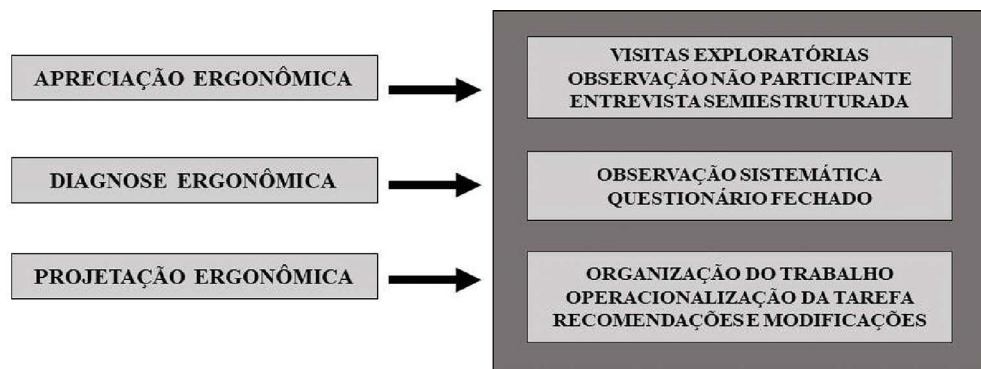 APRECIAÇÃO ERGONÔMICA
VISITAS EXPLORATÓRIAS
OBSERVAÇÃO NÃO PARTICIPANTE
ENTREVISTA SEMIESTRUTURADA
DIAGNOSE ERGONÔMICA
OBSERVAÇÃO SISTEMÁTICA
QUESTIONÁRIO FECHADO
PROJETAÇÃO ERGONÔMICA
ORGANIZAÇÃO DO TRABALHO
OPERACIONALIZAÇÃO DA TAREFA
RECOMENDAÇÕES E MODIFICAÇÕES